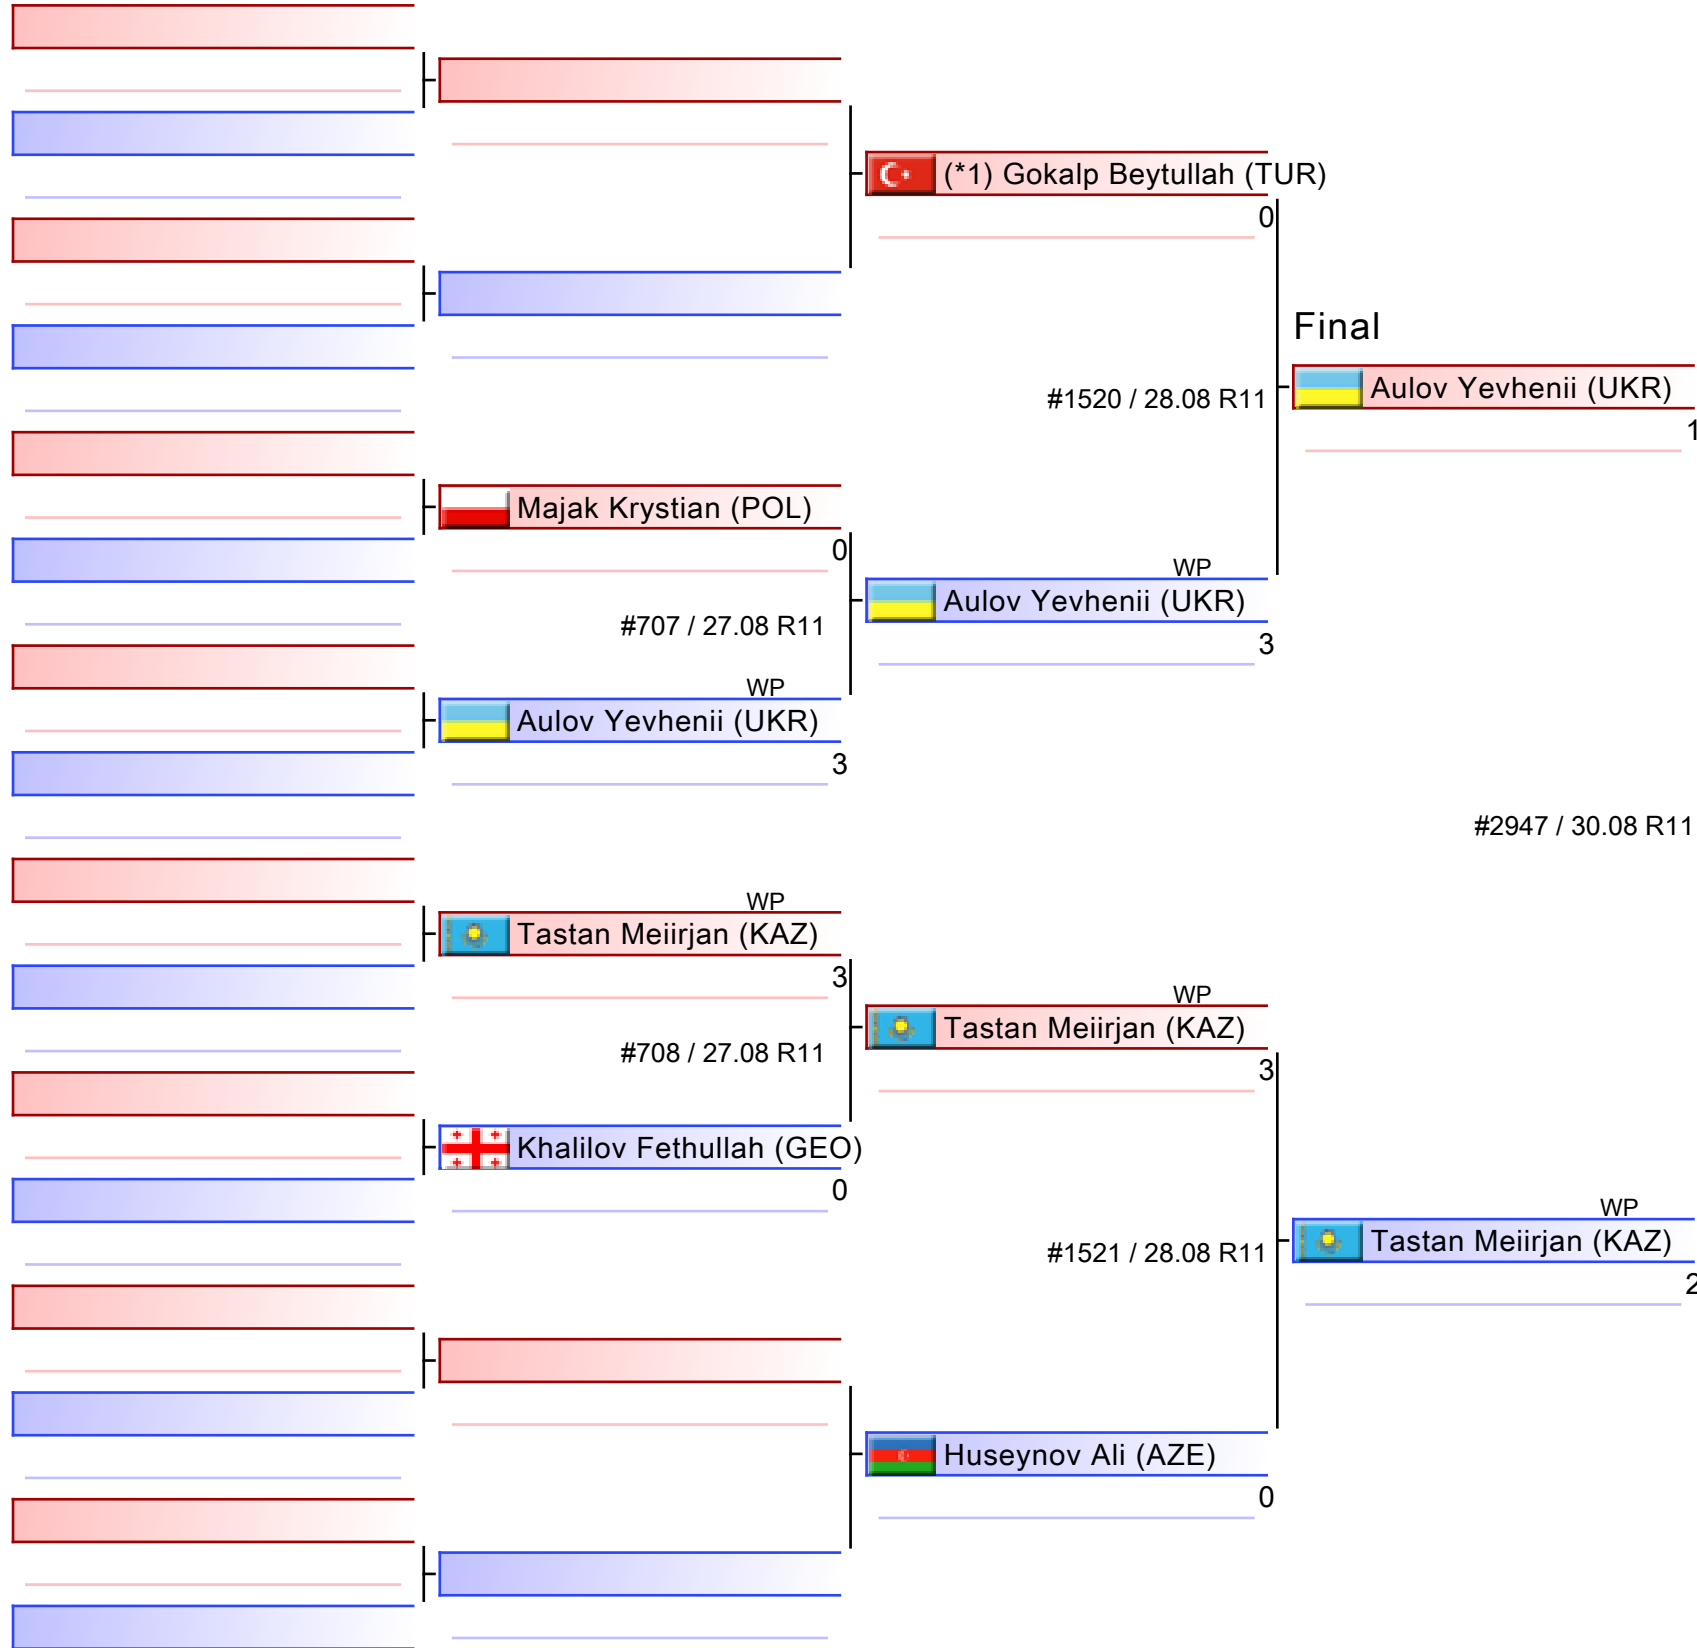 (*1) Gokalp Beytullah (TUR)
0
Final
#1520 / 28.08 R11
Aulov Yevhenii (UKR)
1
Majak Krystian (POL)
0
WP
Aulov Yevhenii (UKR)
3
#707 / 27.08 R11
WP
Aulov Yevhenii (UKR)
3
#2947 / 30.08 R11
WP
Tastan Meiirjan (KAZ)
3
WP
Tastan Meiirjan (KAZ)
3
#708 / 27.08 R11
Khalilov Fethullah (GEO)
0
#1521 / 28.08 R11
WP
Tastan Meiirjan (KAZ)
2
Huseynov Ali (AZE)
0